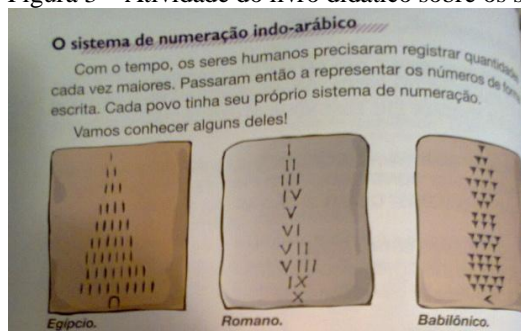 Figura 3 – Atividade do livro didático sobre os s
O sistema de numeração indo-arábico
Com o tempo, os seres humanos precisaram registrar quantidades
cada vez maiores. Passaram então a representar os números de form
escrita. Cada povo tinha seu próprio sistema de numeração.
Vamos conhecer alguns deles!
I
II
III
IV
V
VI
VII
VIII
IX
X
Egípcio.
Romano.
Babilônico.